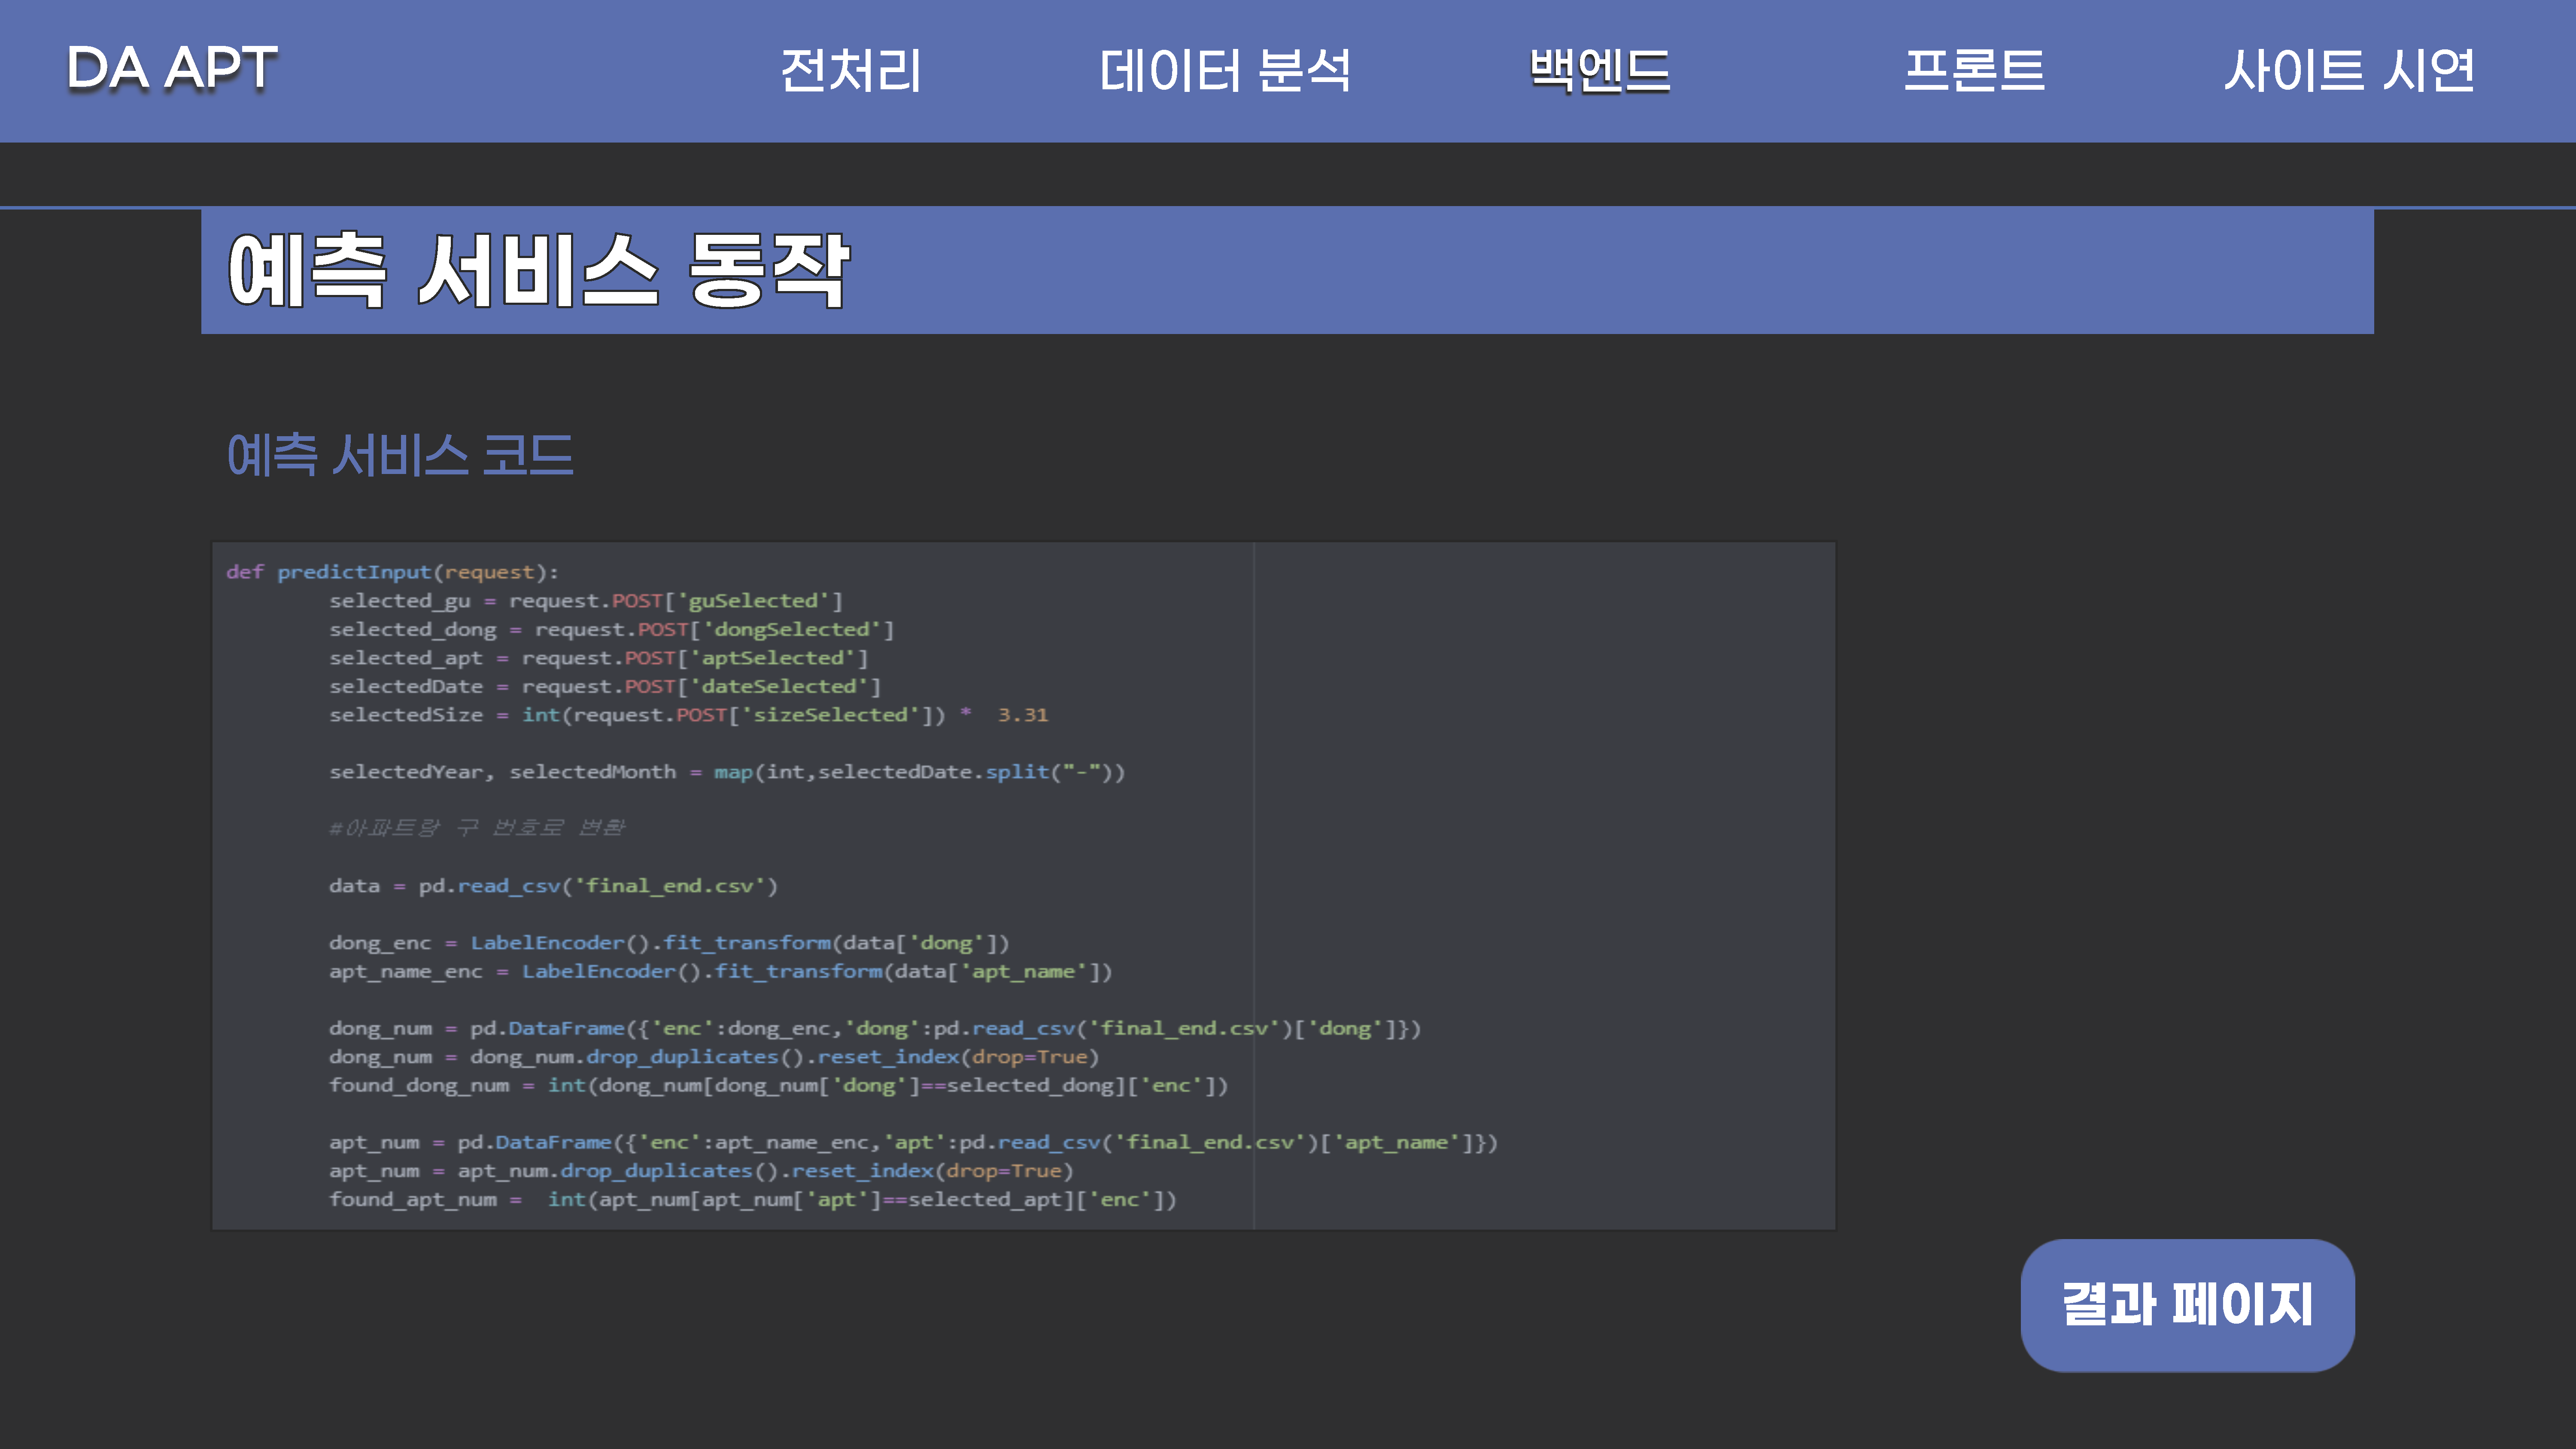 DA APT 전처리 데이터 분석 백엔드 프론트 사이트 시연
예측 서비스 동작
예측 서비스 코드
def predictInput(request):
selected_gu = request.POST['guSelected']
selected_dong = request.POST['dongSelected']
selected_apt = request.POST['aptSelected']
selectedDate = request.POST['dateSelected']
selectedSize = int(request.POST['sizeSelected']) *  3.31
selectedYear, selectedMonth = map(int,selectedDate.split("-"))
#아파트랑 구 번호로 변환
data = pd.read_csv('final_end.csv')
dong_enc = LabelEncoder().fit_transform(data['dong'])
apt_name_enc = LabelEncoder().fit_transform(data['apt_name'])
dong_num = pd.DataFrame({'enc':dong_enc,'dong':pd.read_csv('final_end.csv')['dong']})
dong_num = dong_num.drop_duplicates().reset_index(drop=True)
found_dong_num = int(dong_num[dong_num['dong']==selected_dong]['enc'])
apt_num = pd.DataFrame({'enc':apt_name_enc,'apt':pd.read_csv('final_end.csv')['apt_name']})
apt_num = apt_num.drop_duplicates().reset_index(drop=True)
found_apt_num =  int(apt_num[apt_num['apt']==selected_apt]['enc'])
결과 페이지